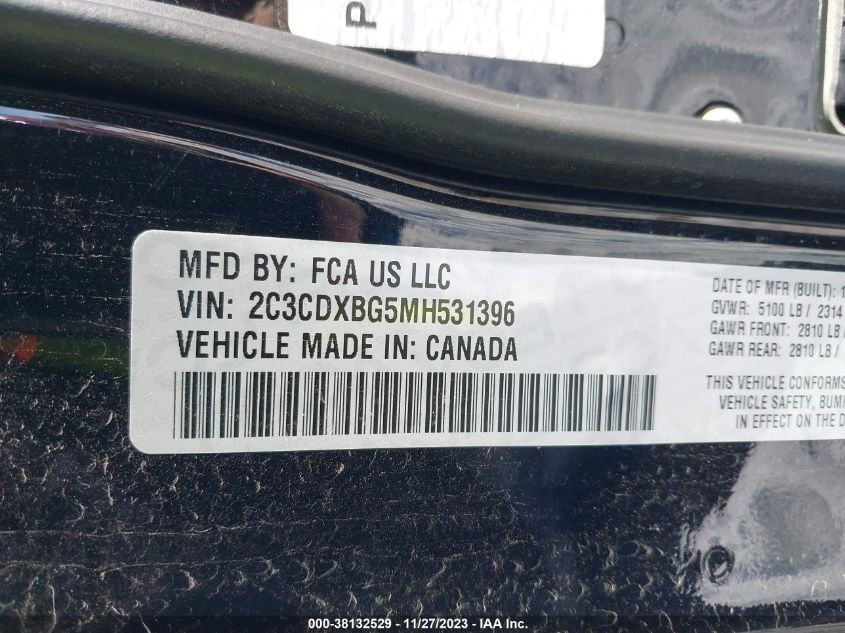 P
MFD BY: FCA US LLC
VIN: 2C3CDXBG5MH531396
VEHICLE MADE IN: CANADA
DATE OF MFR (BUILT): 1
GVWR: 5100 LB / 2314
GAWR FRONT: 2810 LB /
GAWR REAR: 2810 LB /
THIS VEHICLE CONFORMS
VEHICLE SAFETY, BUMP
IN EFFECT ON THE D
000-38132529 — 11/27/2023 — IAA Inc.